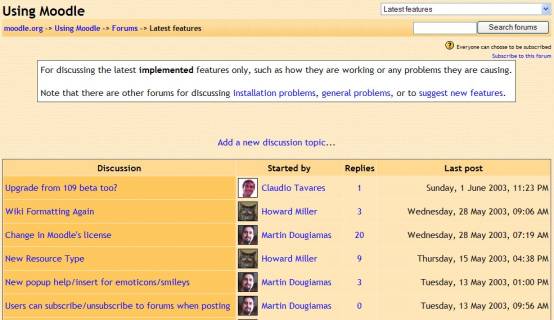 Using Moodle
Latest features
moodle.org -> Using Moodle -> Forums -> Latest features
Search forums
? Everyone can choose to be subscribed
Subscribe to this forum
For discussing the latest implemented features only, such as how they are working or any problems they are causing.
Note that there are other forums for discussing installation problems, general problems, or to suggest new features.
Add a new discussion topic...
Discussion Started by Replies Last post
Upgrade from 109 beta too? Claudio Tavares 1 Sunday, 1 June 2003, 11:23 PM
Wiki Formatting Again Howard Miller 3 Wednesday, 28 May 2003, 09:06 AM
Change in Moodle's license Martin Dougiamas 20 Wednesday, 28 May 2003, 07:19 AM
New Resource Type Howard Miller 9 Thursday, 15 May 2003, 04:38 PM
New popup help/insert for emoticons/smileys Martin Dougiamas 3 Tuesday, 13 May 2003, 01:00 PM
Users can subscribe/unsubscribe to forums when posting Martin Dougiamas 0 Tuesday, 13 May 2003, 09:56 AM